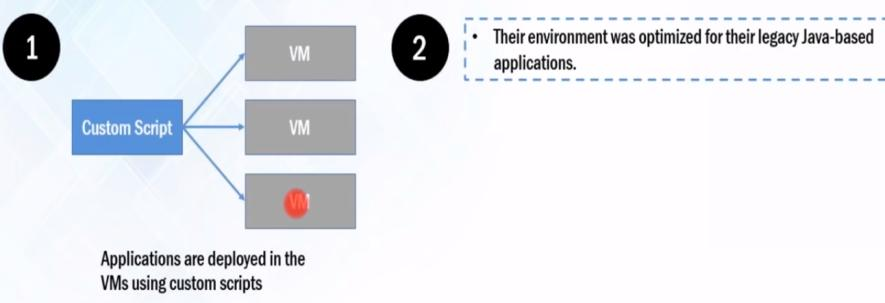 1
VM
Custom Script
VM
VM
Applications are deployed in the
VMs using custom scripts
2
• Their environment was optimized for their legacy Java-based
applications.